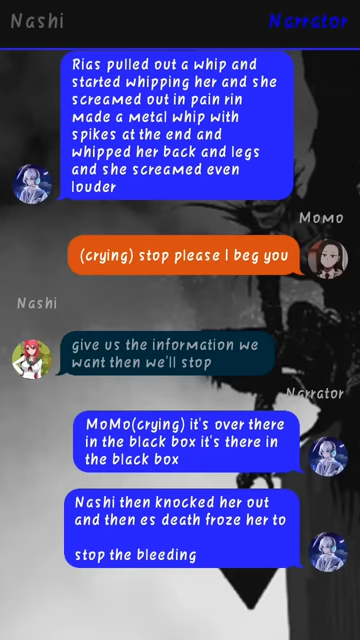 Nashi
Narrator
Rias pulled out a whip and
started whipping her and she
screamed out in pain rin
made a metal whip with
spikes at the end and
whipped her back and legs
and she screamed even
louder
Momo
(crying) stop please I beg you
Nashi
give us the information we
want then we'll stop
Narrator
MoMo(crying) it's over there
in the black box it's there in
the black box
Nashi then knocked her out
and then es death froze her to
stop the bleeding